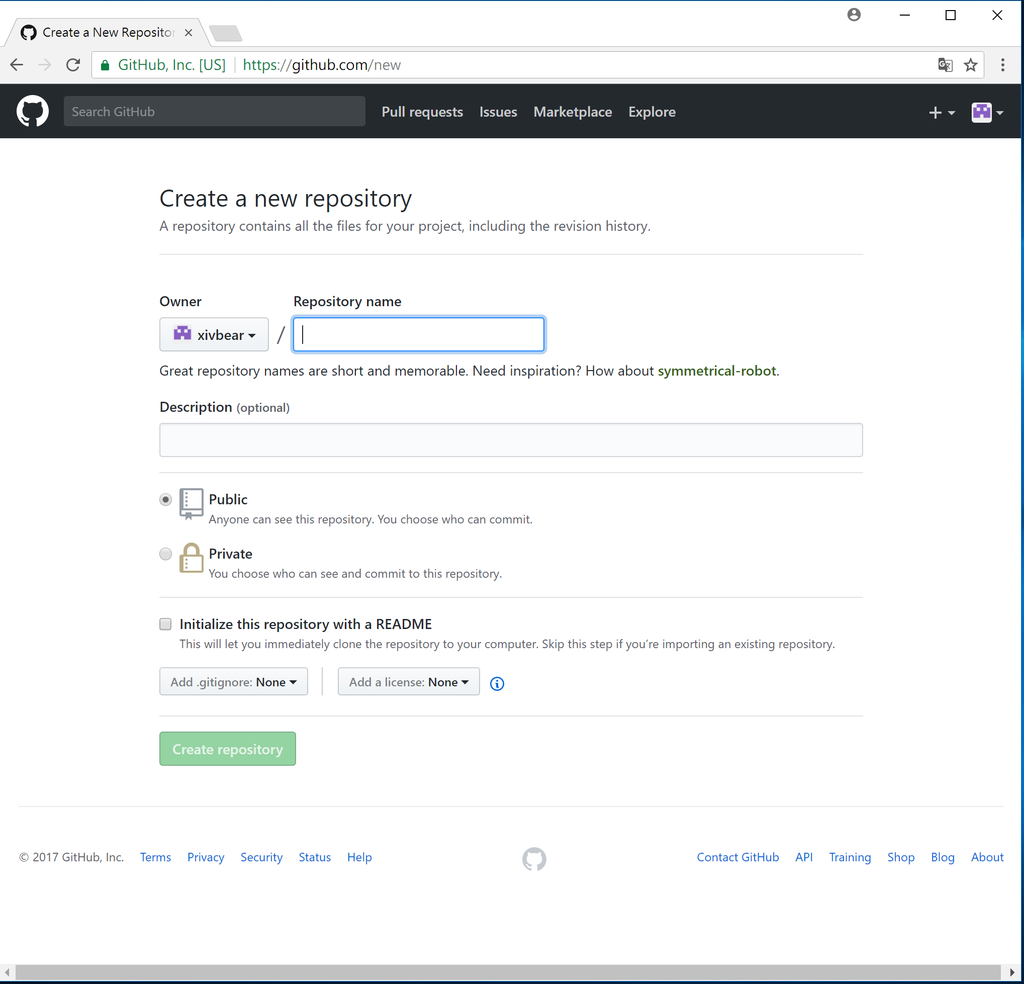 Create a New Repositor
GitHub, Inc. [US] https://github.com/new
Search GitHub Pull requests Issues Marketplace Explore
Create a new repository
A repository contains all the files for your project, including the revision history.
Owner Repository name
xivbear /
Great repository names are short and memorable. Need inspiration? How about symmetrical-robot.
Description (optional)
Public
Anyone can see this repository. You choose who can commit.
Private
You choose who can see and commit to this repository.
Initialize this repository with a README
This will let you immediately clone the repository to your computer. Skip this step if you're importing an existing repository.
Add .gitignore: None Add a license: None
Create repository
© 2017 GitHub, Inc. Terms Privacy Security Status Help Contact GitHub API Training Shop Blog About